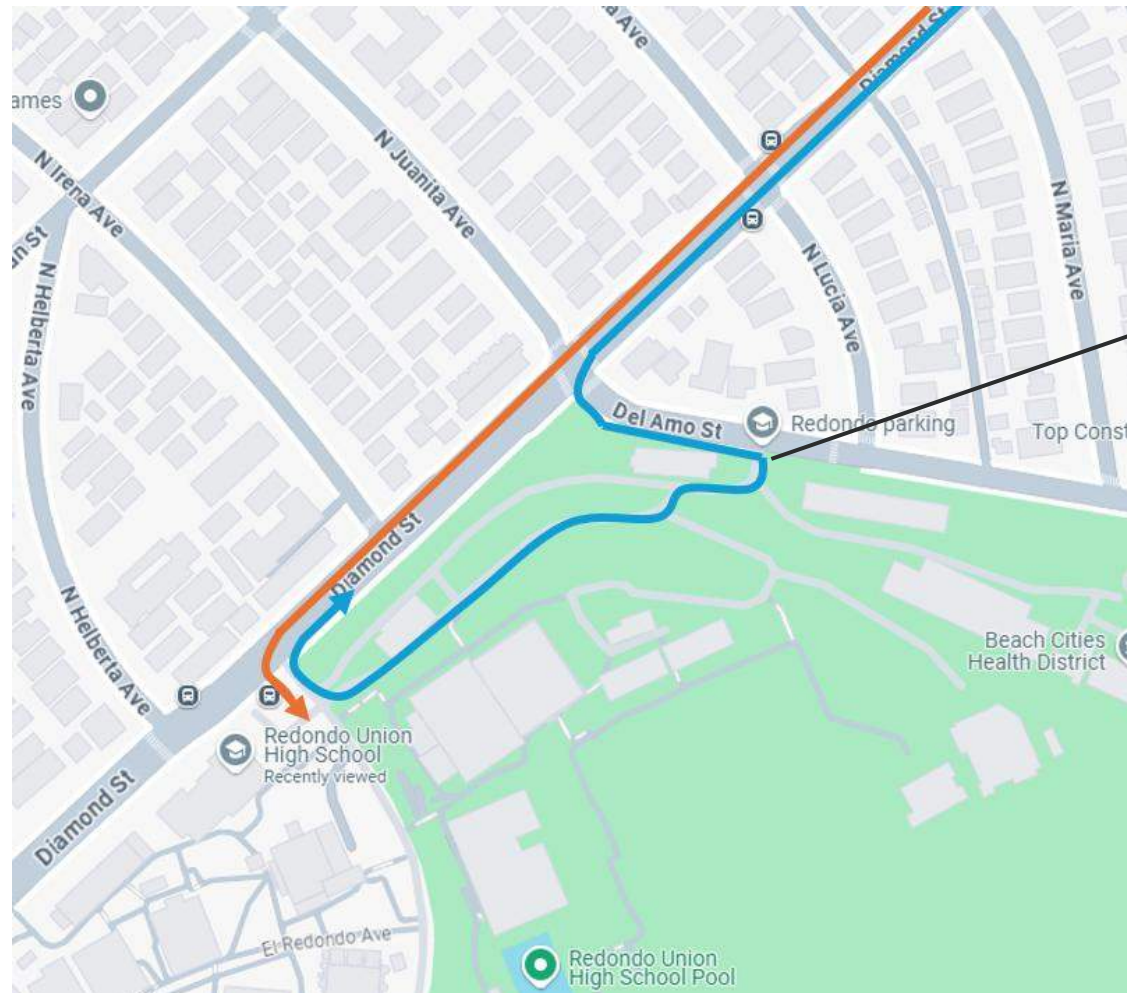 Diamond St
ames
N Irena Ave
N Juanita Ave
N Maria Ave
N Lucia Ave
N Helberta Ave
Del Amo St
Redondo parking
Top Const
Diamond St
N Helberta Ave
Beach Cities
Health District
Redondo Union
High School
Recently viewed
Diamond St
El Redondo Ave
Redondo Union
High School Pool